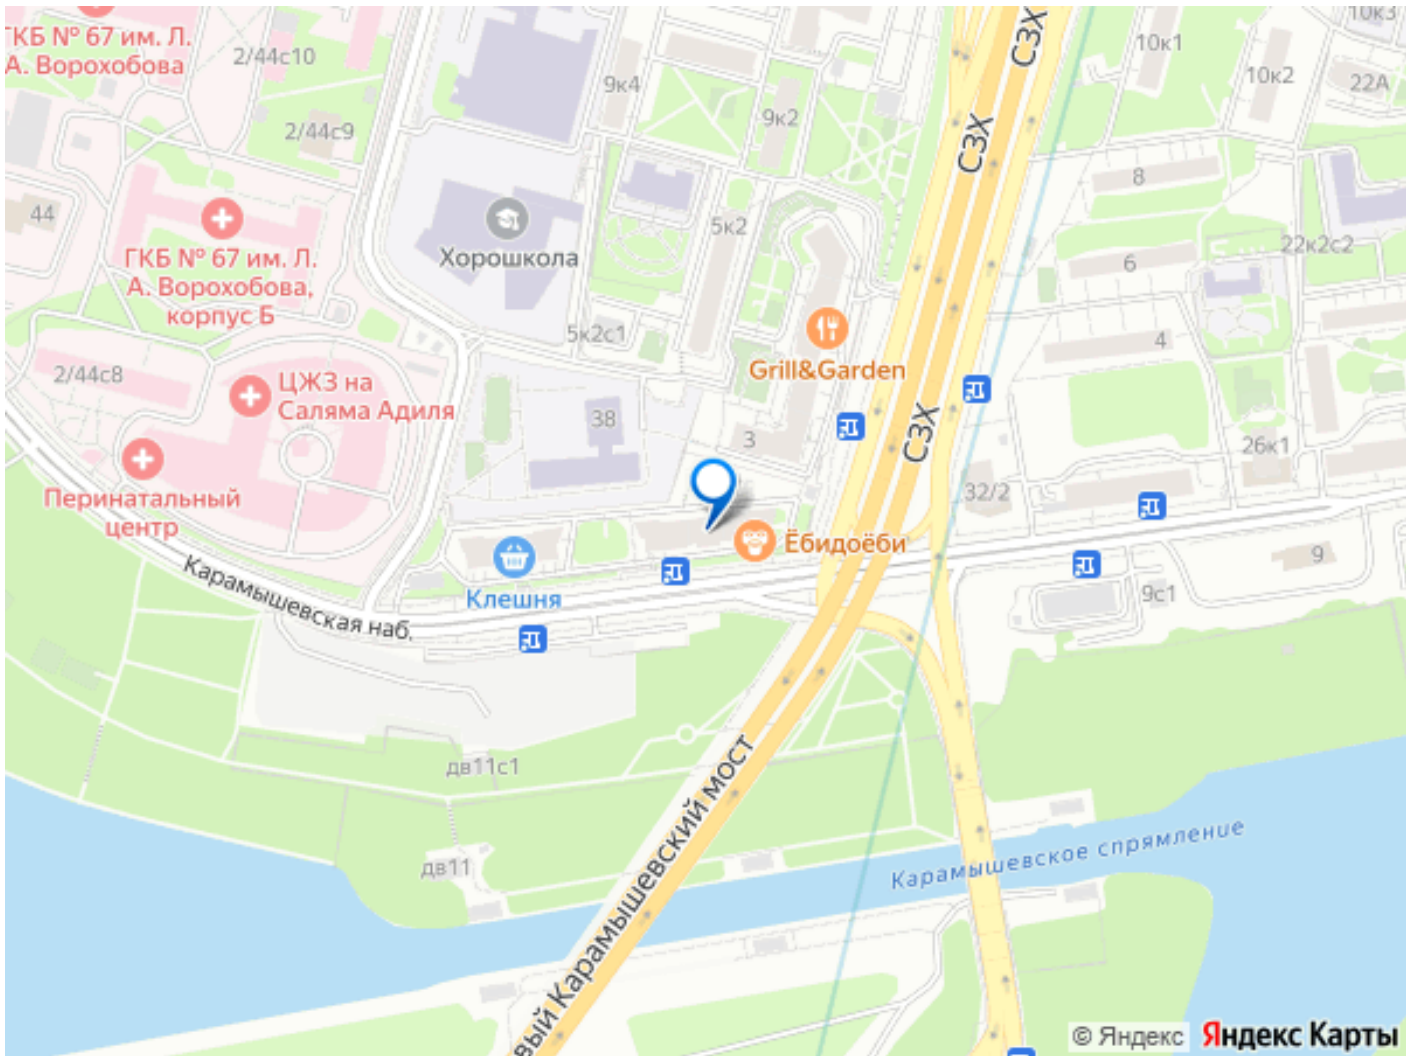 ГКБ № 67 им. Л.
А. Ворохобова
2/44с10
9к4
СЗХ
10к1
10к3
10к2
22А
2/44с9
9к2
СЗХ
8
44
ГКБ № 67 им. Л.
А. Ворохобова,
корпус Б
Хорошкола
5к2
6
22к2с2
5к2с1
4
2/44с8
ЦЖЗ на
Саляма Адиля
Grill&Garden
38
3
СЗХ
26к1
Перинатальный
центр
32/2
Клешня
Ёбидоёби
9
9с1
Карамышевская наб.
дв11с1
дв11
вый Карамышевский мост
Карамышевское спрямление
© Яндекс Яндекс Карты